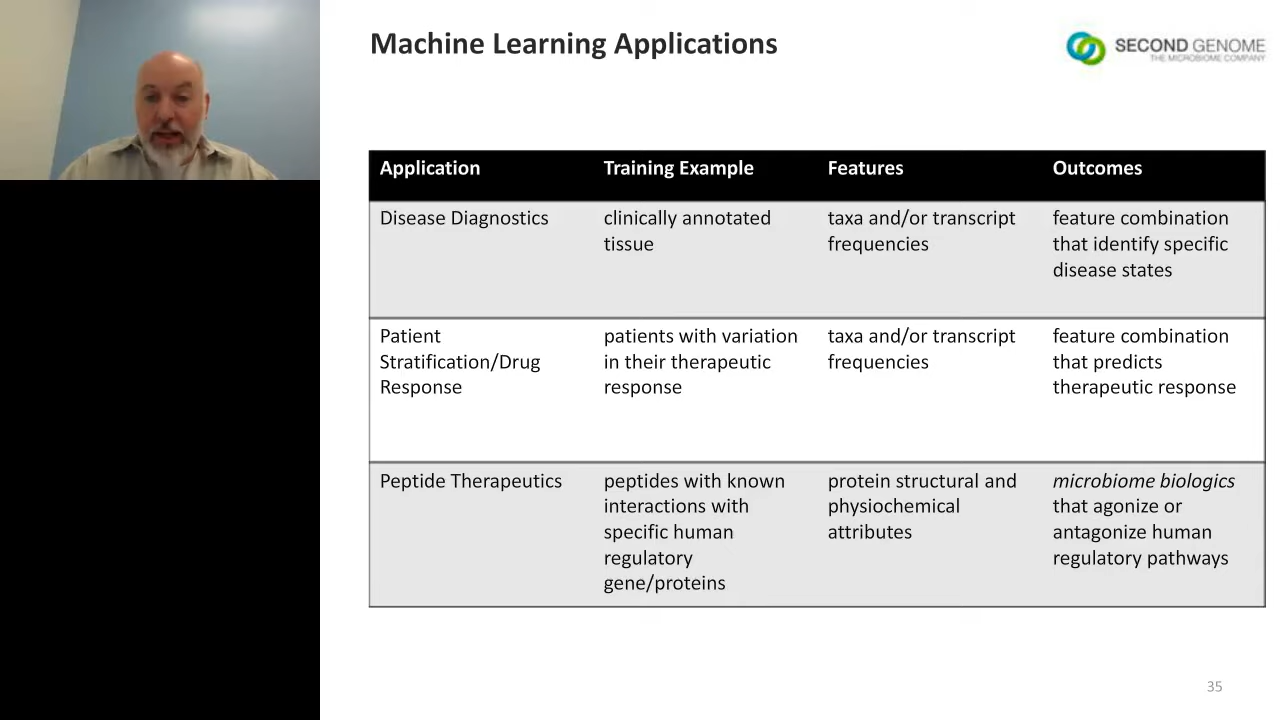 Machine Learning Applications
SECOND GENOME
THE MICROBIOME COMPANY
Application Training Example Features Outcomes
Disease Diagnostics
clinically annotated
tissue
taxa and/or transcript
frequencies
feature combination
that identify specific
disease states
Patient
Stratification/Drug
Response
patients with variation
in their therapeutic
response
taxa and/or transcript
frequencies
feature combination
that predicts
therapeutic response
Peptide Therapeutics
peptides with known
interactions with
specific human
regulatory
gene/proteins
protein structural and
physiochemical
attributes
microbiome biologics
that agonize or
antagonize human
regulatory pathways
35